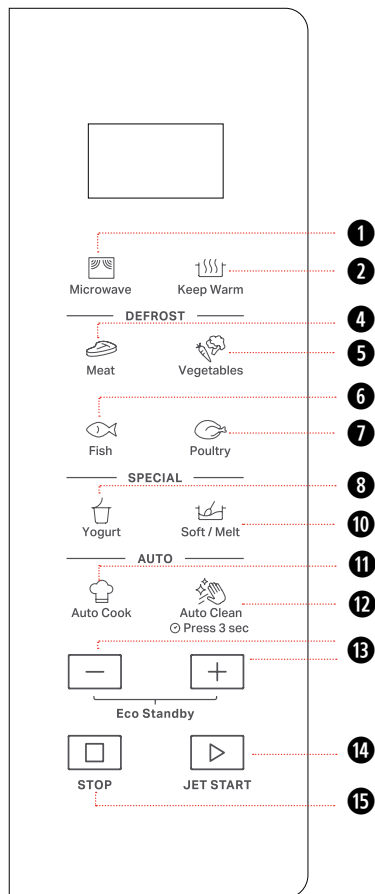 1
Microwave Keep Warm 2
DEFROST 4
Meat Vegetables 5
6
Fish Poultry 7
SPECIAL 8
Yogurt Soft / Melt 10
AUTO 11
Auto Cook Auto Clean 12
Press 3 sec
13
Eco Standby
14
STOP JET START
15